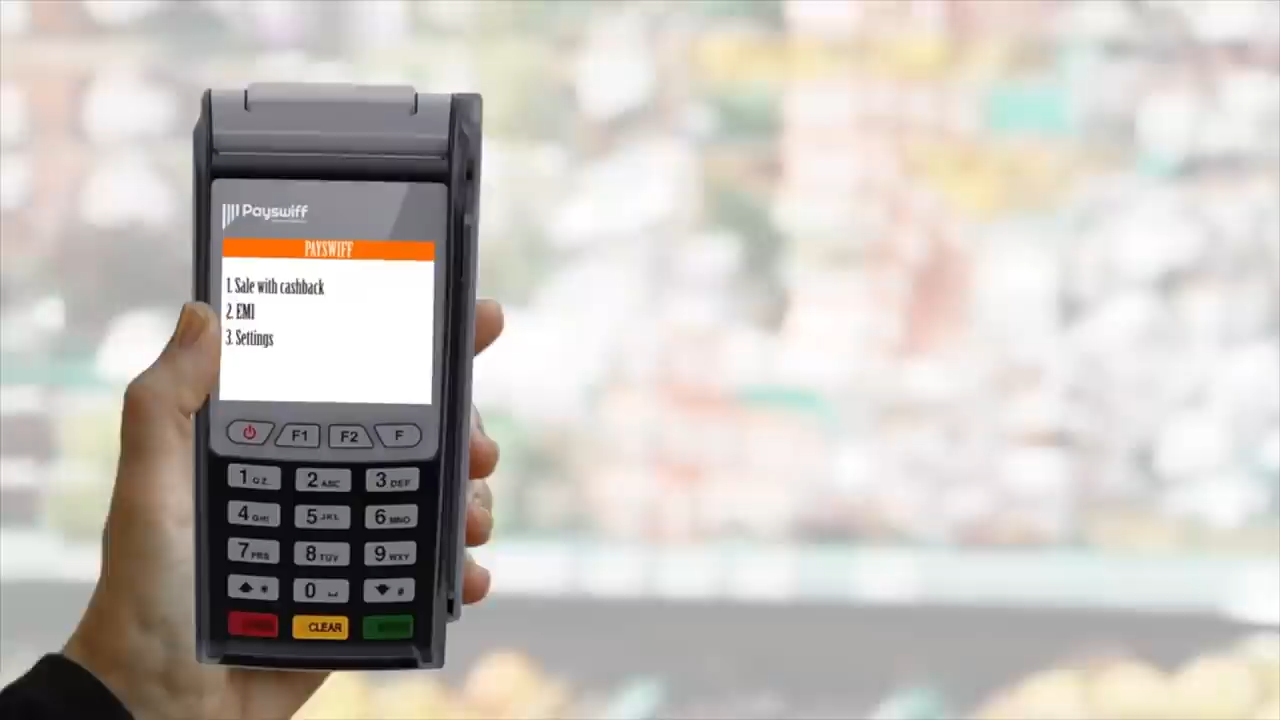 Payswiff
PAYSWIFF
1. Sale with cashback
2. EMI
3. Settings
F1 F2 F
1 QZ. 2 ABC 3 DEF
4 GHI 5 JKL 6 MNO
7 PRS 8 TUV 9 WXY
* 0 #
CLEAR